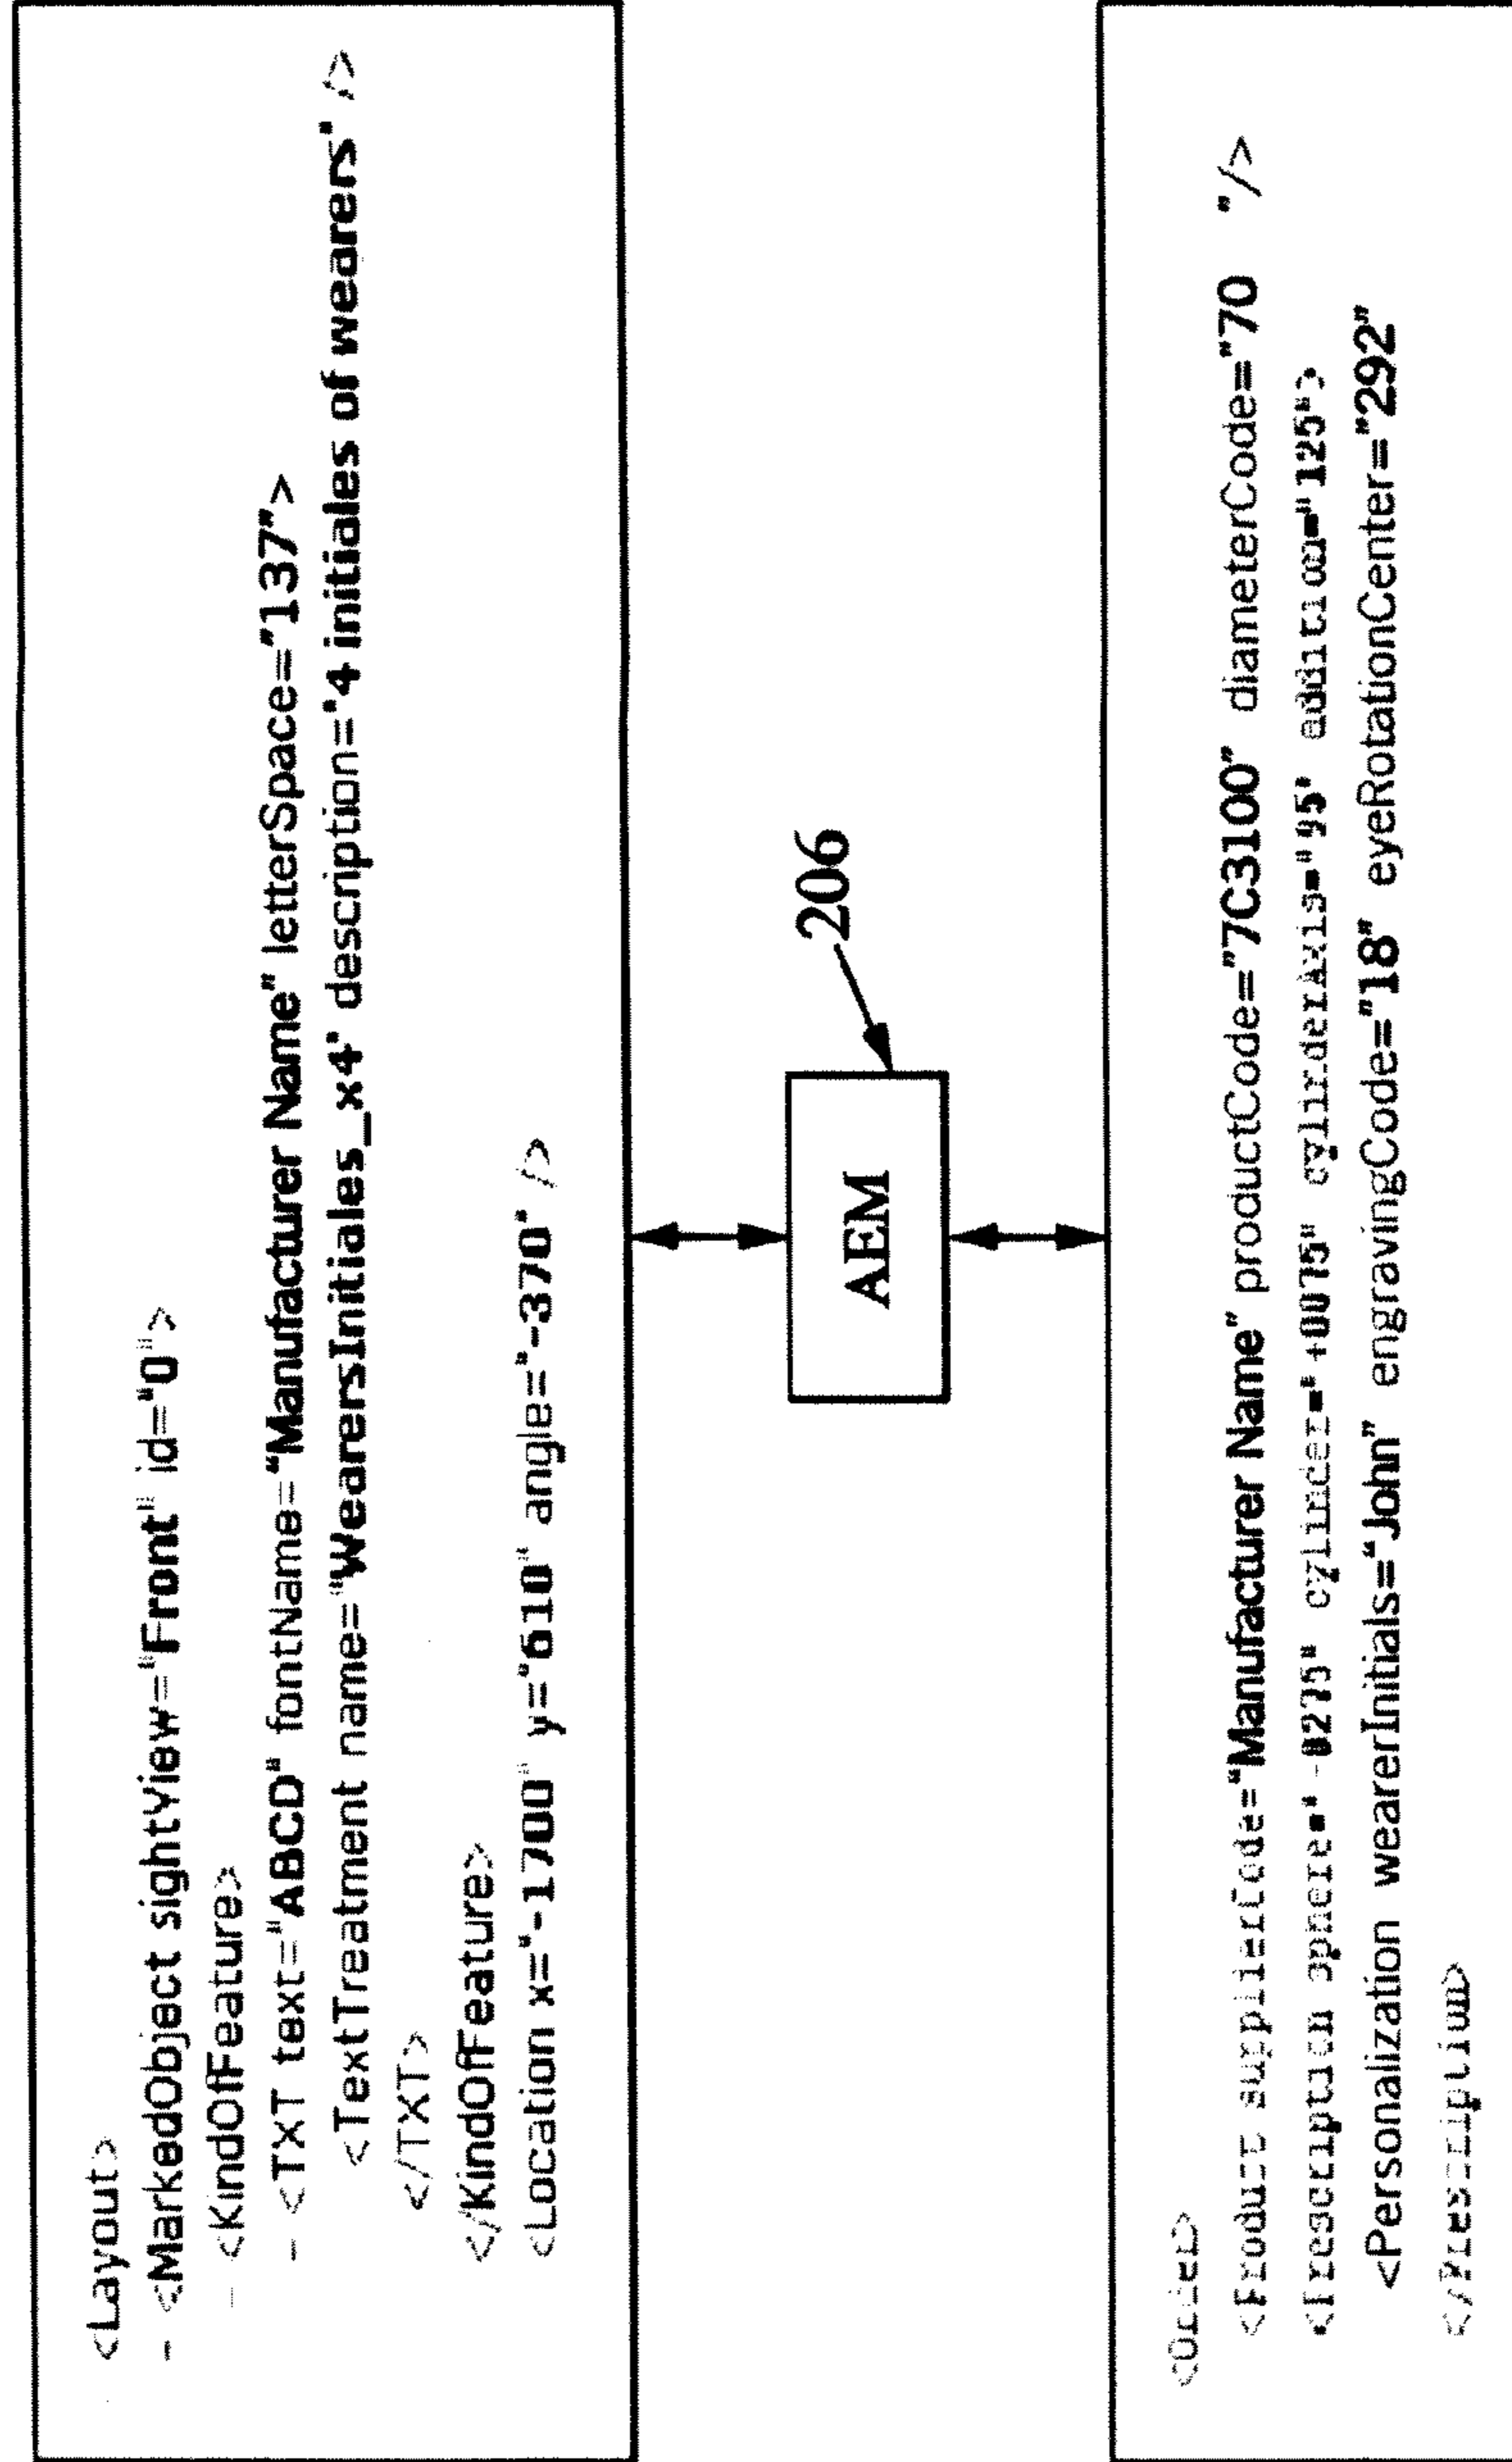 <Layout>
- <MarkedObject sightView="Front" id="0">
- <KindOfFeature>
- <TXT text="ABCD" fontName="Manufacturer Name" letterSpace="137">
<TextTreatment name="WearersInitiales_x4" description="4 initiales of wearers" />
</TXT>
</KindOfFeature>
<Location x="-1700" y="610" angle="-370" />
206
AEM
<Order>
<Product supplierCode="Manufacturer Name" productCode="7C3100" diameterCode="70 "/>
<Prescription sphere="-0275" cylinder="+0075" cylinderAxis="95" addition="125">
<Personalization wearerInitials="John" engravingCode="18" eyeRotationCenter="292"
</Prescription>